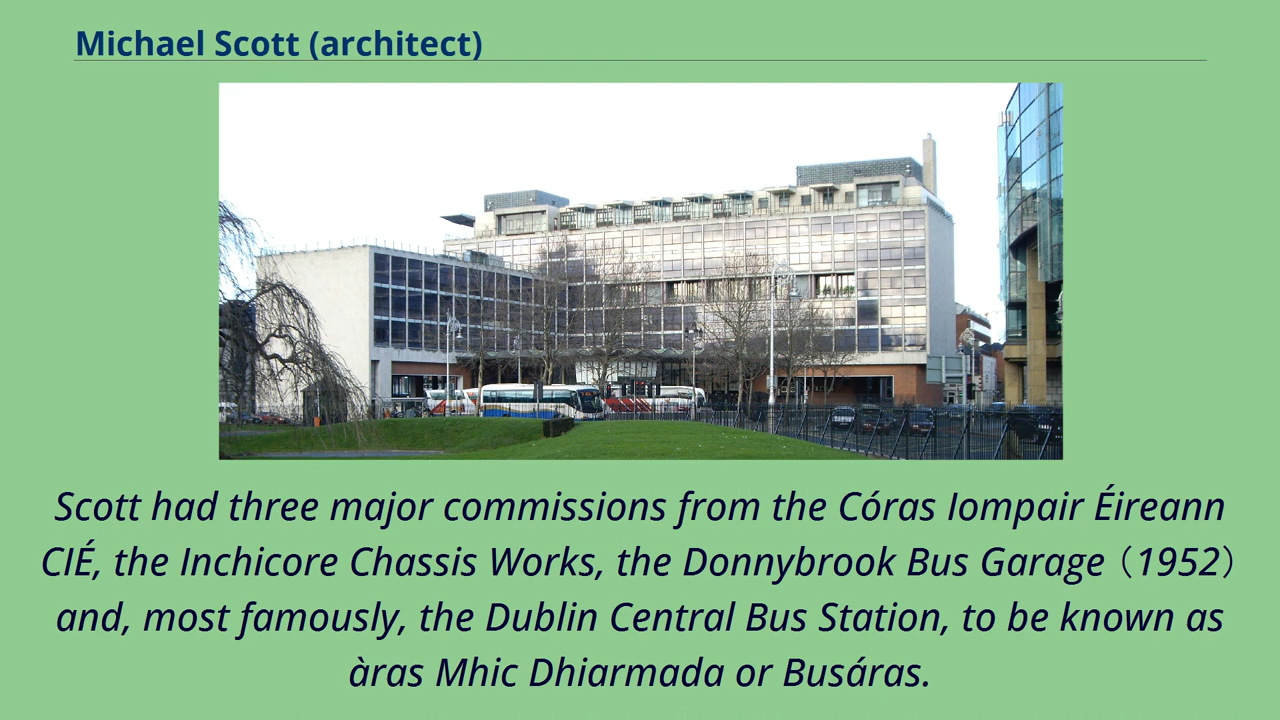 Michael Scott (architect)
Scott had three major commissions from the Córas Iompair Éireann
CIÉ, the Inchicore Chassis Works, the Donnybrook Bus Garage（1952）
and, most famously, the Dublin Central Bus Station, to be known as
àras Mhic Dhiarmada or Busáras.